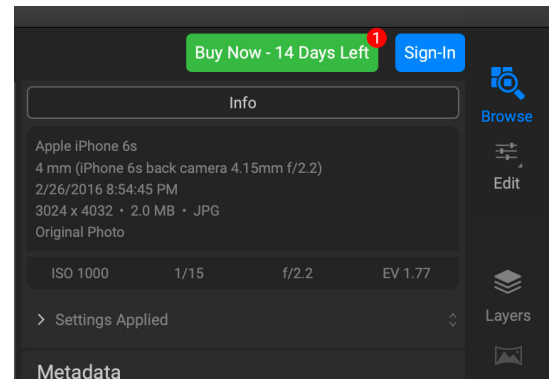 Buy Now - 14 Days Left
1
Sign-In
Info
Browse
Apple iPhone 6s
4 mm (iPhone 6s back camera 4.15mm f/2.2)
2/26/2016 8:54:45 PM
3024 x 4032 • 2.0 MB • JPG
Original Photo
Edit
ISO 1000 1/15 f/2.2 EV 1.77
Settings Applied
Layers
Metadata